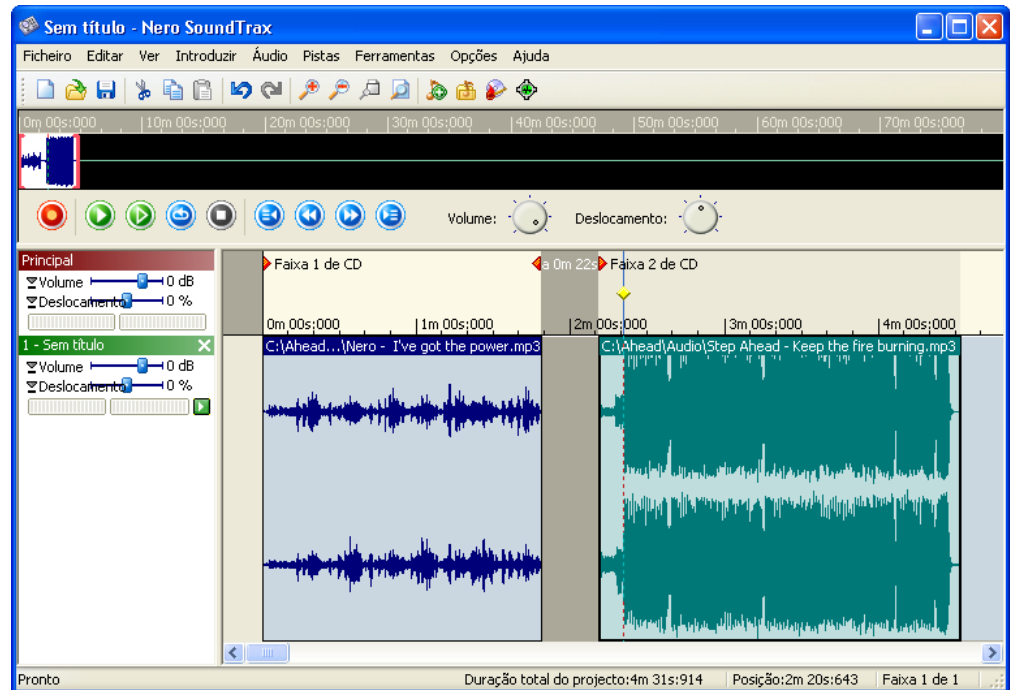 Sem título - Nero SoundTrax
Ficheiro Editar Ver Introduzir Áudio Pistas Ferramentas Opções Ajuda
0m 00s:000 10m 00s:000 20m 00s:000 30m 00s:000 40m 00s:000 50m 00s:000 60m 00s:000 70m 00s:000
Volume: Deslocamento:
Principal
Volume 0 dB
Deslocamento 0 %
Faixa 1 de CD a 0m 22s Faixa 2 de CD
0m 00s:000 1m 00s:000 2m 00s:000 3m 00s:000 4m 00s:000
1 - Sem título
Volume 0 dB
Deslocamento 0 %
C:\Ahead...\Nero - I've got the power.mp3
C:\Ahead\Audio\Step Ahead - Keep the fire burning.mp3
Pronto Duração total do projecto:4m 31s:914 Posição:2m 20s:643 Faixa 1 de 1